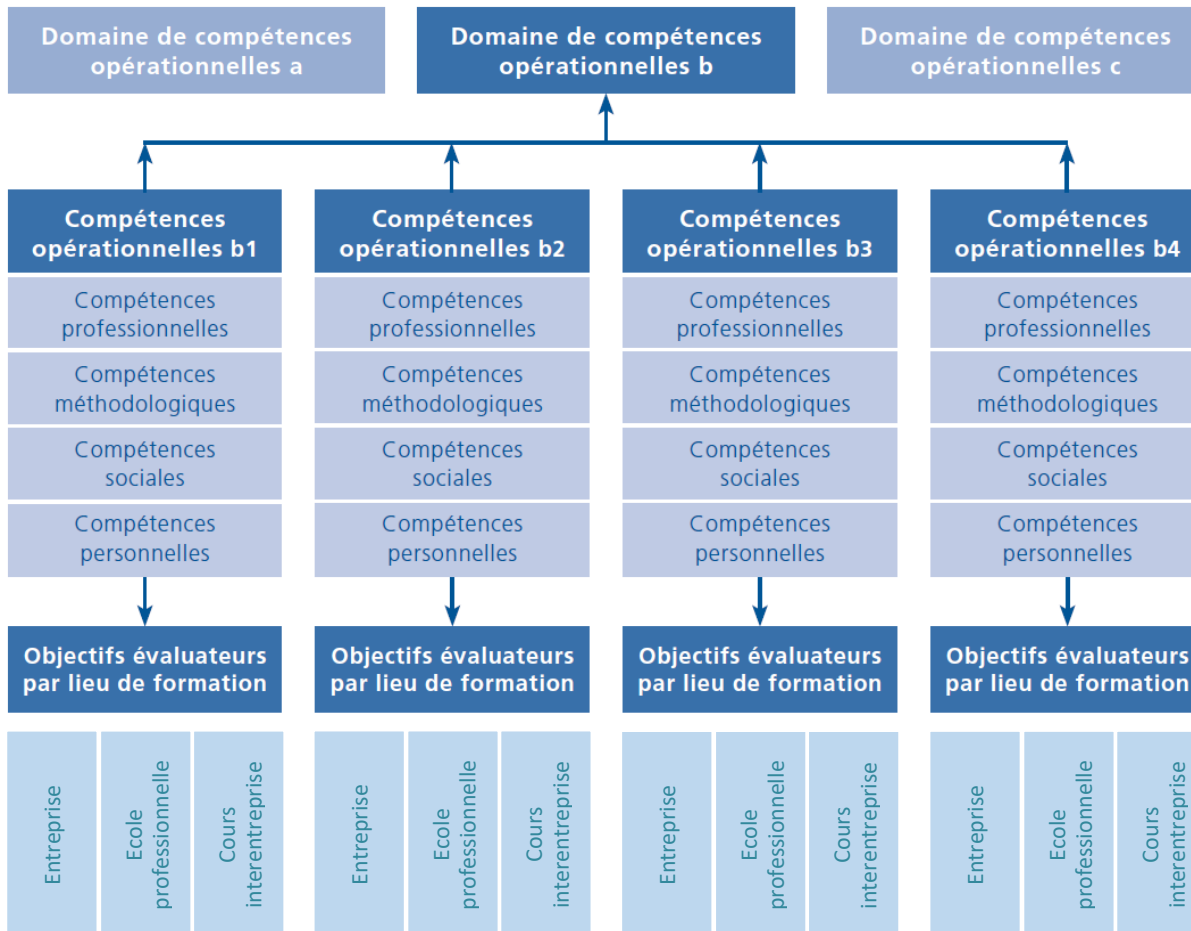 Domaine de compétences
opérationnelles a
Domaine de compétences
opérationnelles b
Domaine de compétences
opérationnelles c
Compétences
opérationnelles b1
Compétences
professionnelles
Compétences
méthodologiques
Compétences
sociales
Compétences
personnelles
Objectifs évaluateurs
par lieu de formation
Entreprise
Ecole
professionnelle
Cours
interentreprise
Compétences
opérationnelles b2
Compétences
professionnelles
Compétences
méthodologiques
Compétences
sociales
Compétences
personnelles
Objectifs évaluateurs
par lieu de formation
Entreprise
Ecole
professionnelle
Cours
interentreprise
Compétences
opérationnelles b3
Compétences
professionnelles
Compétences
méthodologiques
Compétences
sociales
Compétences
personnelles
Objectifs évaluateurs
par lieu de formation
Entreprise
Ecole
professionnelle
Cours
interentreprise
Compétences
opérationnelles b4
Compétences
professionnelles
Compétences
méthodologiques
Compétences
sociales
Compétences
personnelles
Objectifs évaluateurs
par lieu de formation
Entreprise
Ecole
professionnelle
Cours
interentreprise